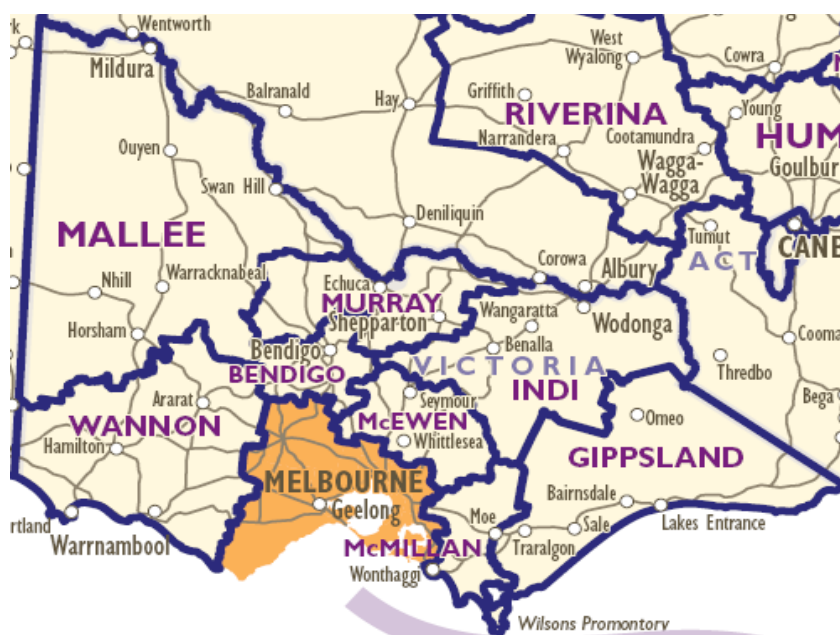 Wentworth
Mildura
West
Wyalong
Cowra
Balranald
Hay
Griffith
RIVERINA
Young
Ouyen
Narrandera
Cootamundra
HUM
Wagga-
Wagga
Goulbur
Swan Hill
Deniliquin
MALLEE
Tumut
CANB
Corowa
Albury
ACT
Nhill
Warracknabeal
Echuca
MURRAY
Shepparton
Wangaratta
Wodonga
Horsham
Bendigo
Benalla
Cooma
VICTORIA
Thredbo
BENDIGO
INDI
Ararat
Seymour
Bega
WANNON
McEWEN
Omeo
Hamilton
Whittlesea
GIPPSLAND
MELBOURNE
Geelong
Bairnsdale
Lakes Entrance
rtland
Warrnambool
Moe
Sale
Traralgon
McMILLAN
Wonthaggi
Wilsons Promontory